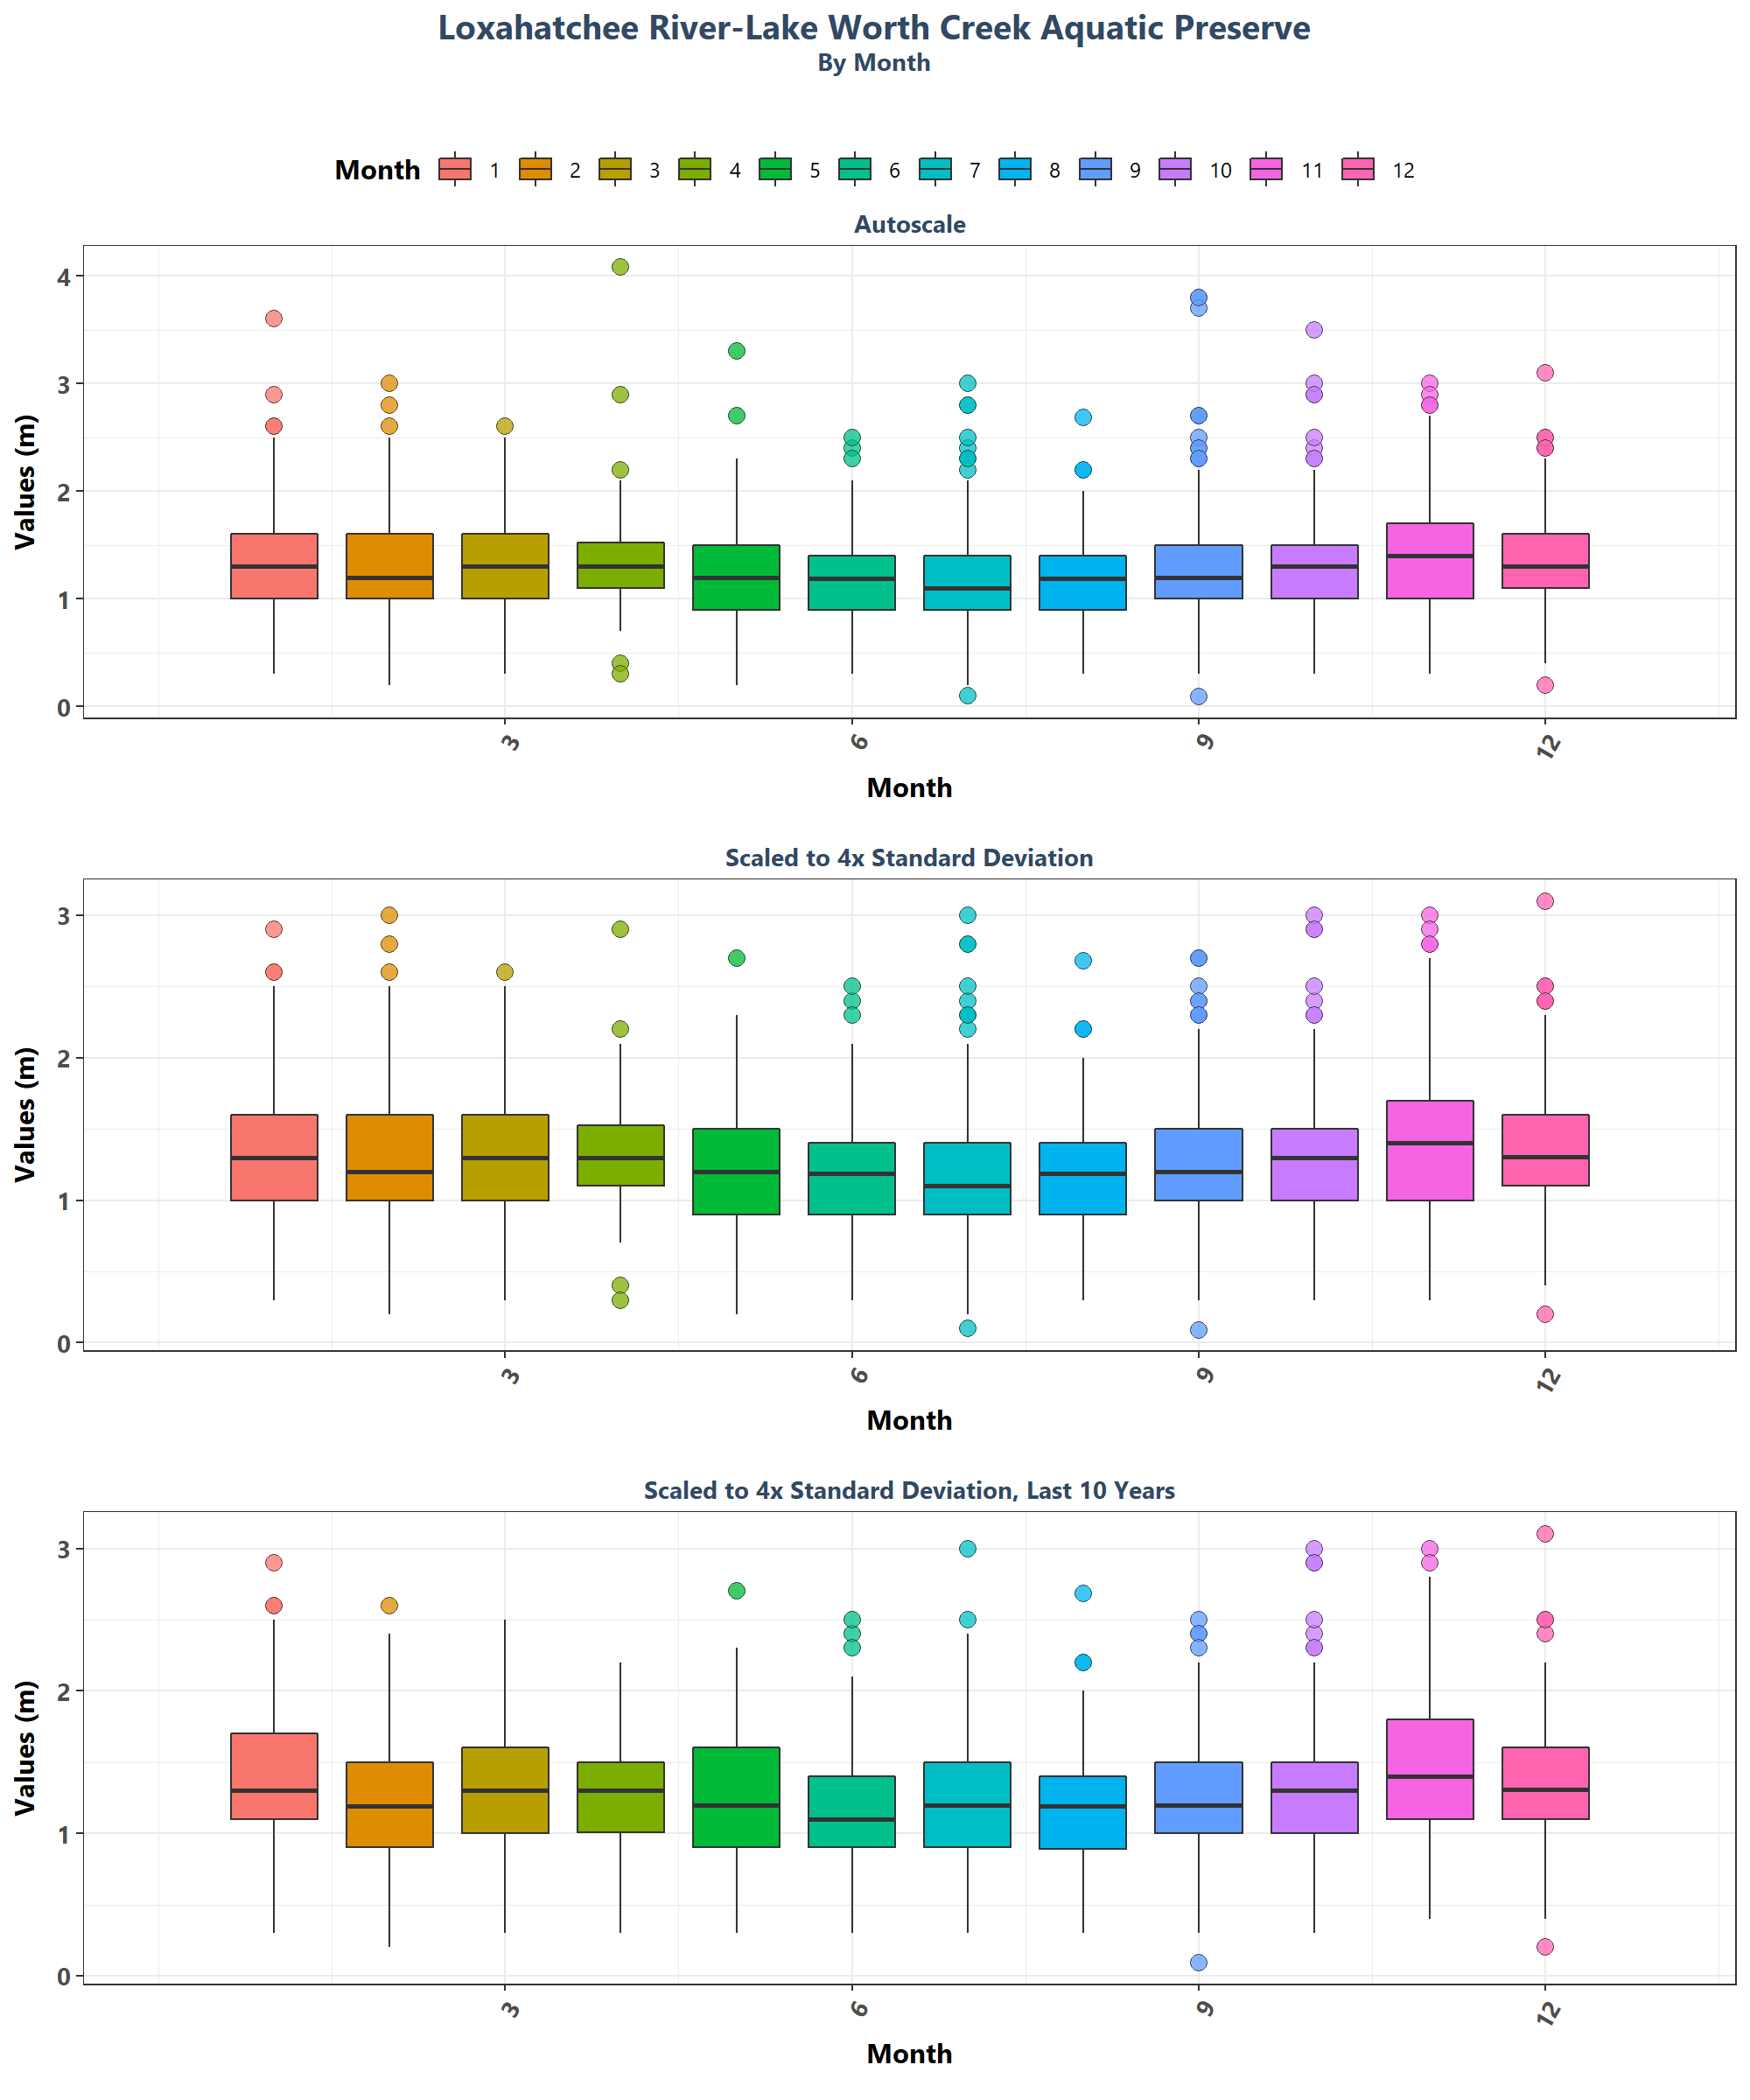 Loxahatchee River-Lake Worth Creek Aquatic Preserve
By Month
Month 1 2 3 4 5 6 7 8 9 10 11 12
Autoscale
Values (m)
4
3
2
1
0
3 6 9 12
Month
Scaled to 4x Standard Deviation
Values (m)
3
2
1
0
3 6 9 12
Month
Scaled to 4x Standard Deviation, Last 10 Years
Values (m)
3
2
1
0
3 6 9 12
Month